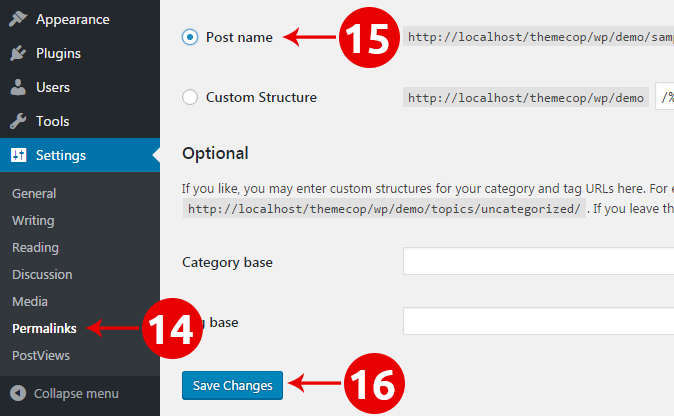 Appearance
Plugins
Users
Tools
Settings
General
Writing
Reading
Discussion
Media
Permalinks
PostViews
Collapse menu
14
Post name
15
http://localhost/themecop/wp/demo/sam
Custom Structure
http://localhost/themecop/wp/demo
/%
Optional
If you like, you may enter custom structures for your category and tag URLs here. For
http://localhost/themecop/wp/demo/topics/uncategorized/ . If you leave the
Category base
base
Save Changes
16